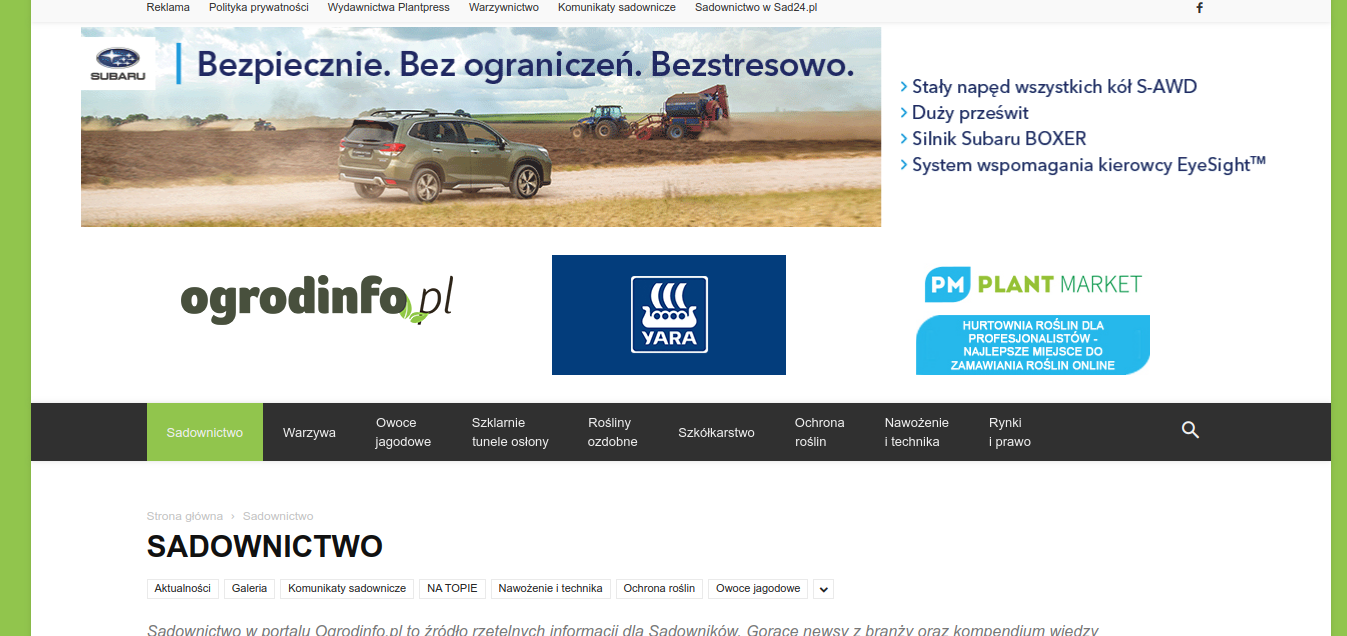 Reklama Polityka prywatności Wydawnictwa Plantpress Warzywnictwo Komunikaty sadownicze Sadownictwo w Sad24.pl
SUBARU
Bezpiecznie. Bez ograniczeń. Bezstresowo.
Stały napęd wszystkich kół S-AWD
Duży prześwit
Silnik Subaru BOXER
System wspomagania kierowcy EyeSight™
ogrodinfo.pl
YARA
PM PLANT MARKET
HURTOWNIA ROŚLIN DLA
PROFESJONALISTÓW -
NAJLEPSZE MIEJSCE DO
ZAMAWIANIA ROŚLIN ONLINE
Sadownictwo
Warzywa
Owoce
jagodowe
Szklarnie
tunele osłony
Rośliny
ozdobne
Szkółkarstwo
Ochrona
roślin
Nawożenie
i technika
Rynki
i prawo
Strona główna › Sadownictwo
SADOWNICTWO
Aktualności Galeria Komunikaty sadownicze NA TOPIE Nawożenie i technika Ochrona roślin Owoce jagodowe
Sadownictwo w portalu Ogrodinfo.pl to źródło rzetelnych informacji dla Sadowników. Gorące newsy z branży oraz kompendium wiedzy